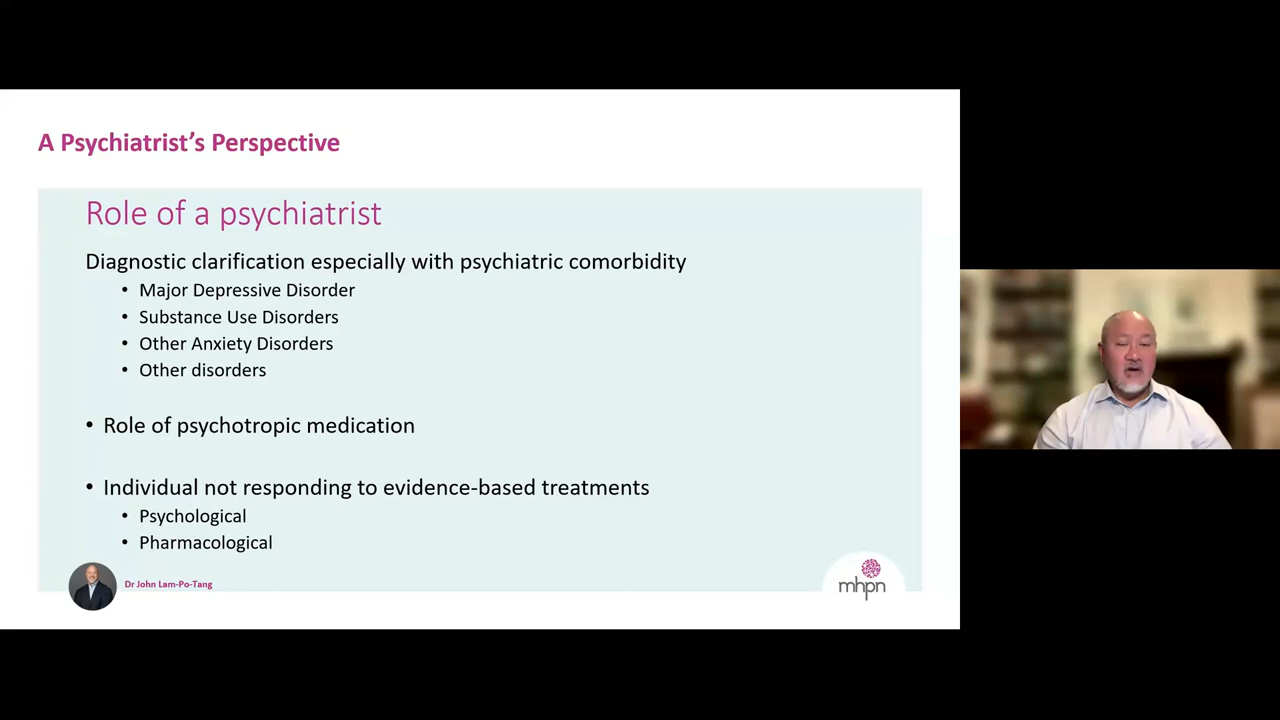 A Psychiatrist’s Perspective
Role of a psychiatrist
Diagnostic clarification especially with psychiatric comorbidity
• Major Depressive Disorder
• Substance Use Disorders
• Other Anxiety Disorders
• Other disorders
• Role of psychotropic medication
• Individual not responding to evidence-based treatments
• Psychological
• Pharmacological
Dr John Lam-Po-Tang
mhpn